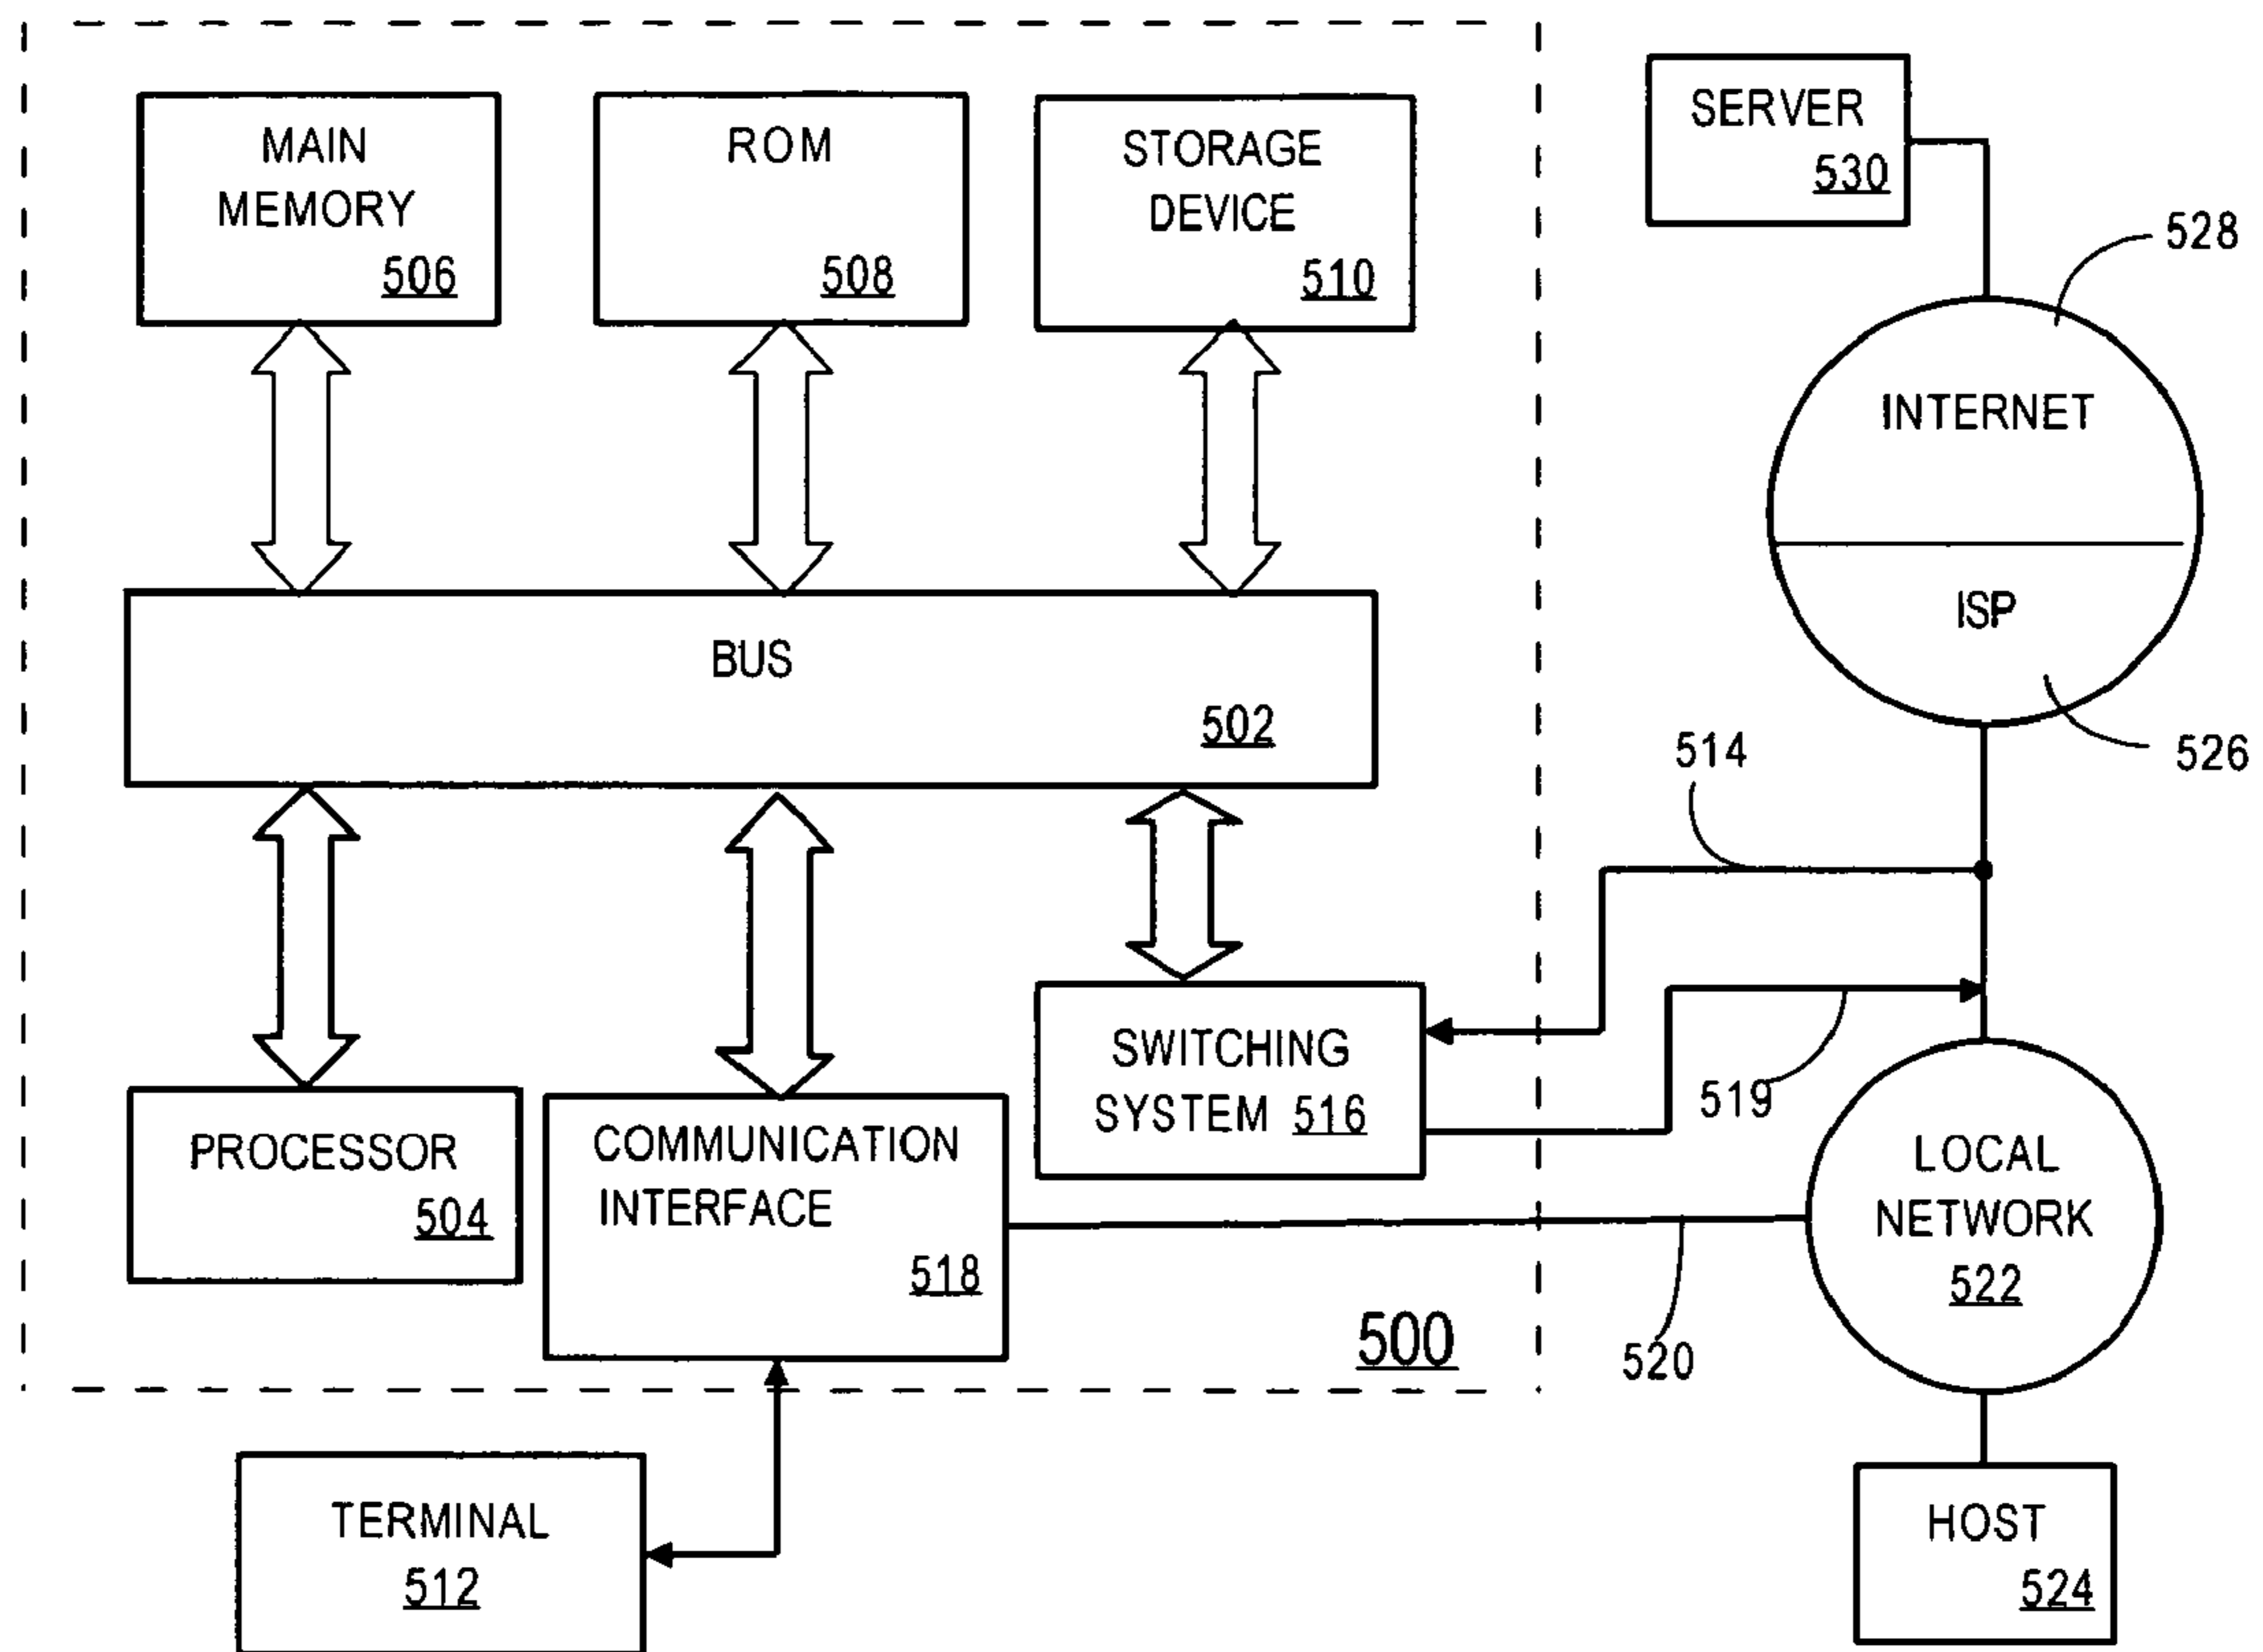 MAIN
MEMORY
506
ROM
508
STORAGE
DEVICE
510
SERVER
530
528
INTERNET
ISP
526
BUS
502
514
PROCESSOR
504
COMMUNICATION
INTERFACE
518
SWITCHING
SYSTEM 516
519
LOCAL
NETWORK
522
500
520
TERMINAL
512
HOST
524